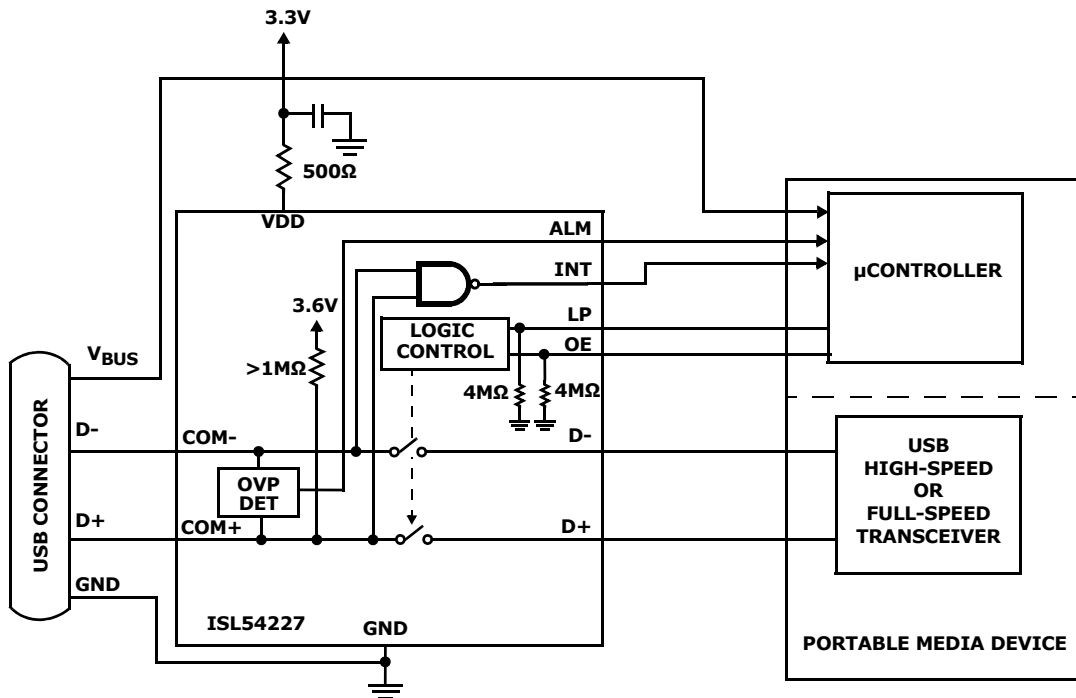 3.3V
500Ω
VDD
ALM
INT
µCONTROLLER
3.6V
LP
LOGIC
CONTROL
OE
VBUS
>1MΩ
4MΩ
4MΩ
D-
COM-
D-
USB
HIGH-SPEED
OR
FULL-SPEED
TRANSCEIVER
OVP
DET
USB CONNECTOR
D+
COM+
D+
GND
ISL54227
GND
PORTABLE MEDIA DEVICE